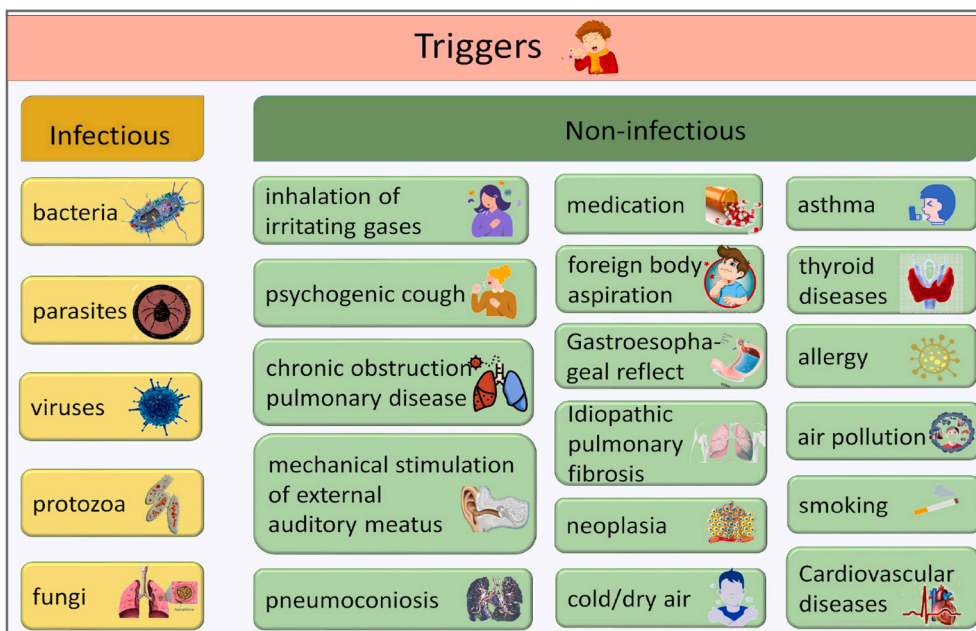 Triggers
Infectious
bacteria
parasites
viruses
protozoa
fungi
Non-infectious
inhalation of
irritating gases
psychogenic cough
chronic obstruction
pulmonary disease
mechanical stimulation
of external
auditory meatus
pneumoconiosis
medication
foreign body
aspiration
Gastroesopha-
geal reflect
Idiopathic
pulmonary
fibrosis
neoplasia
cold/dry air
asthma
thyroid
diseases
allergy
air pollution
smoking
Cardiovascular
diseases